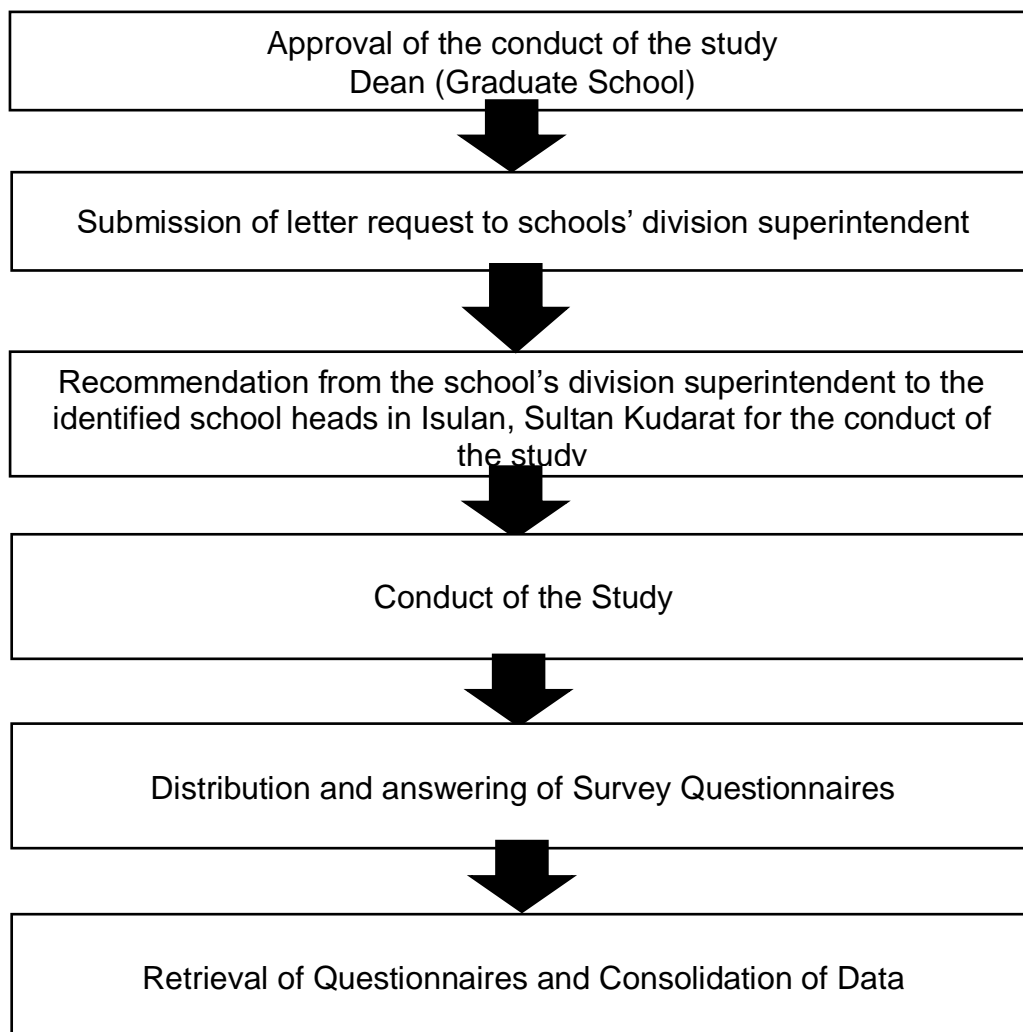 Approval of the conduct of the study
Dean (Graduate School)
Submission of letter request to schools’ division superintendent
Recommendation from the school’s division superintendent to the
identified school heads in Isulan, Sultan Kudarat for the conduct of
the study
Conduct of the Study
Distribution and answering of Survey Questionnaires
Retrieval of Questionnaires and Consolidation of Data